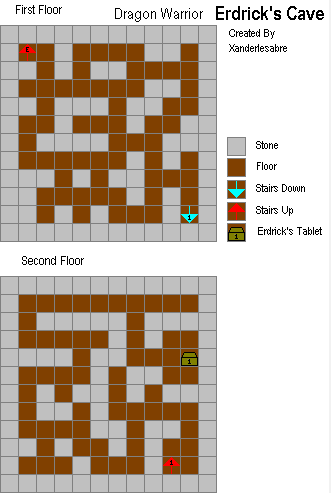 First Floor
Dragon Warrior
Erdrick's Cave
Created By
Xanderlesabre
Stone
Floor
Stairs Down
Stairs Up
Erdrick's Tablet
Second Floor